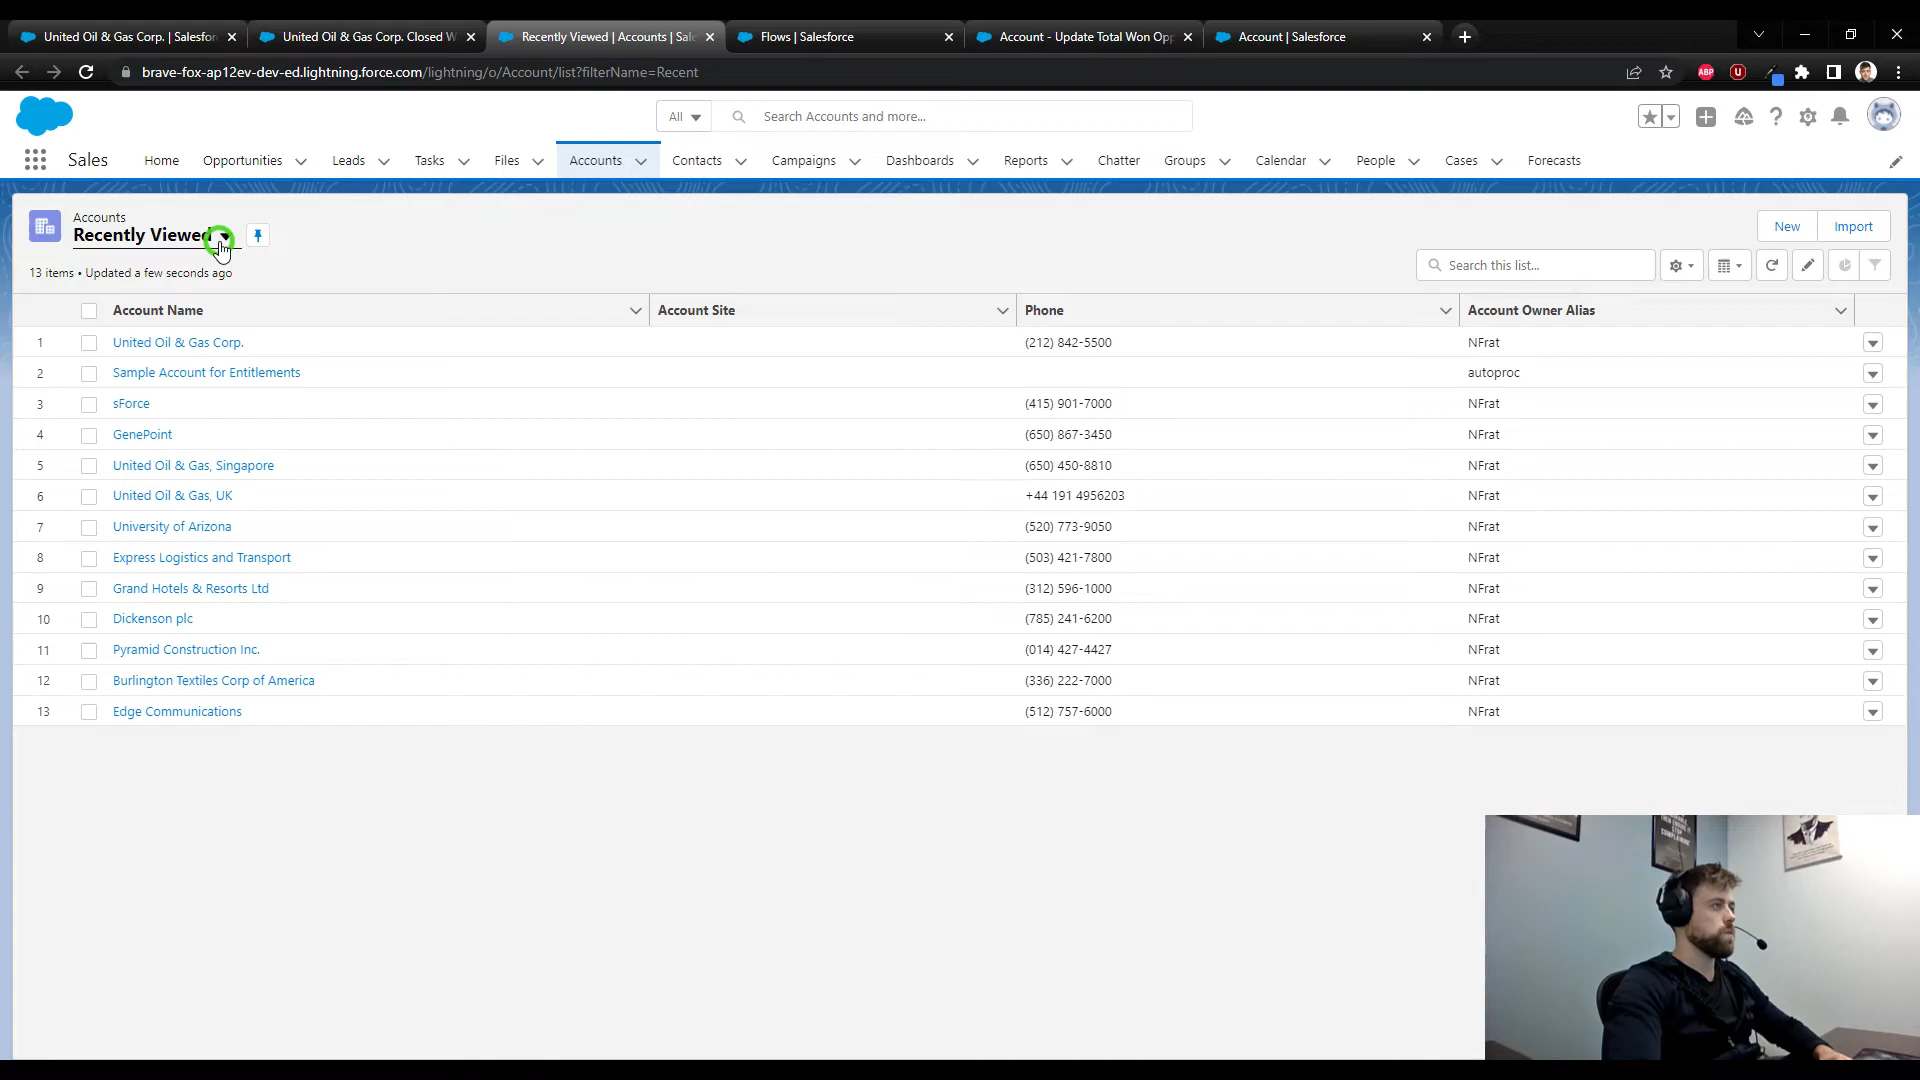 United Oil & Gas Corp. | Salesfor
United Oil & Gas Corp. Closed W
Recently Viewed | Accounts | Sale
Flows | Salesforce
Account - Update Total Won Opp
Account | Salesforce
brave-fox-ap12ev-dev-ed.lightning.force.com/lightning/o/Account/list?filterName=Recent
All
Search Accounts and more...
Sales
Home
Opportunities
Leads
Tasks
Files
Accounts
Contacts
Campaigns
Dashboards
Reports
Chatter
Groups
Calendar
People
Cases
Forecasts
Accounts
Recently Viewed
New
Import
13 items • Updated a few seconds ago
Search this list...
Account Name
Account Site
Phone
Account Owner Alias
1 United Oil & Gas Corp. (212) 842-5500 NFrat
2 Sample Account for Entitlements autoproc
3 sForce (415) 901-7000 NFrat
4 GenePoint (650) 867-3450 NFrat
5 United Oil & Gas, Singapore (650) 450-8810 NFrat
6 United Oil & Gas, UK +44 191 4956203 NFrat
7 University of Arizona (520) 773-9050 NFrat
8 Express Logistics and Transport (503) 421-7800 NFrat
9 Grand Hotels & Resorts Ltd (312) 596-1000 NFrat
10 Dickenson plc (785) 241-6200 NFrat
11 Pyramid Construction Inc. (014) 427-4427 NFrat
12 Burlington Textiles Corp of America (336) 222-7000 NFrat
13 Edge Communications (512) 757-6000 NFrat